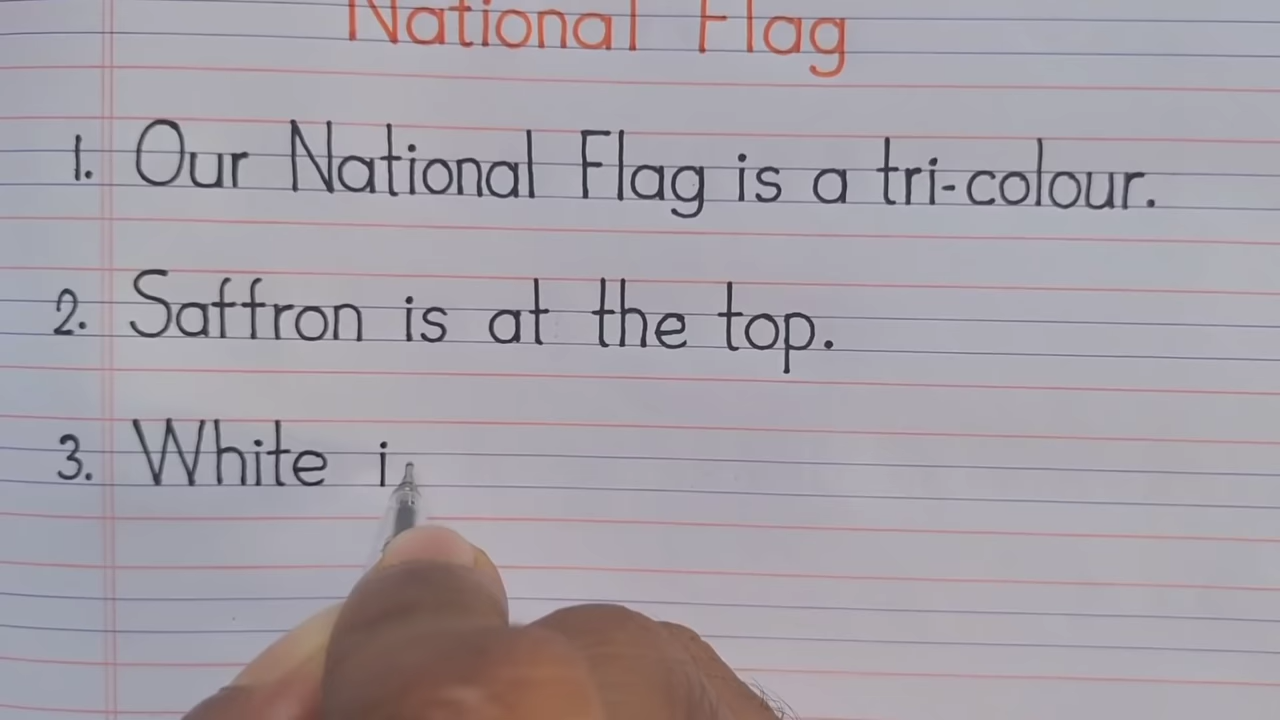 National Flag
1. Our National Flag is a tri-colour.
2. Saffron is at the top.
3. White i